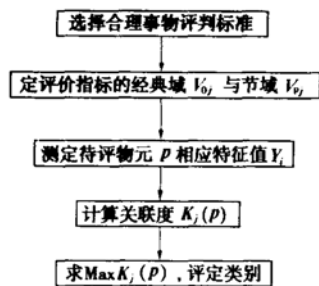 选择合理事物评判标准
定评价指标的经典域 V₀ⱼ 与节域 Vₚⱼ
测定待评物元 p 相应特征值 Yᵢ
计算关联度 Kⱼ(p)
求MaxKⱼ(p),评定类别